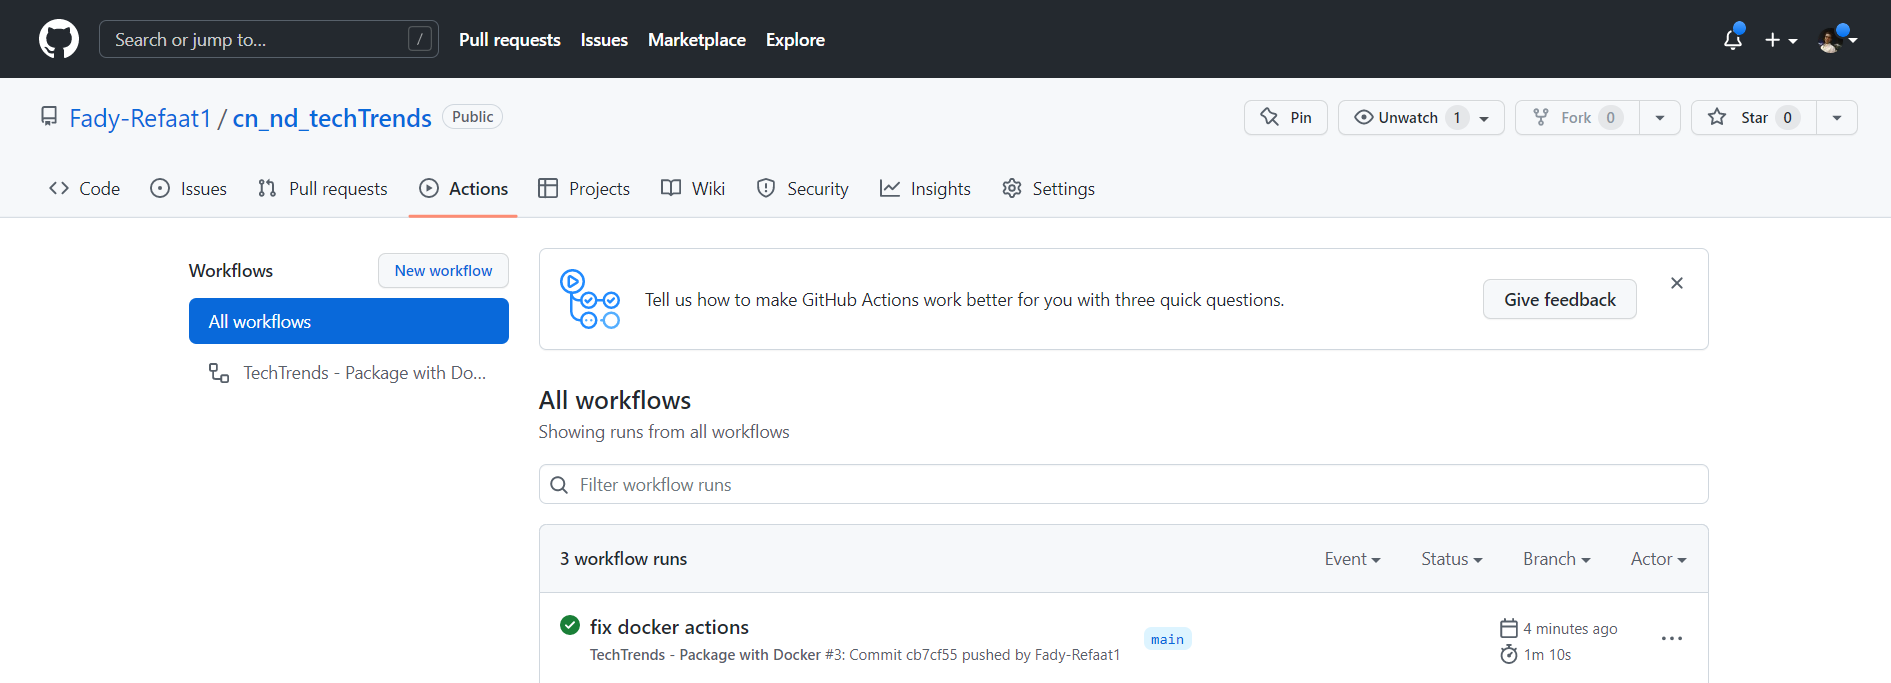 Search or jump to... /
Pull requests Issues Marketplace Explore
Fady-Refaat1 / cn_nd_techTrends Public
Pin Unwatch 1 Fork 0 Star 0
Code Issues Pull requests Actions Projects Wiki Security Insights Settings
Workflows New workflow
All workflows
TechTrends - Package with Do...
Tell us how to make GitHub Actions work better for you with three quick questions. Give feedback
All workflows
Showing runs from all workflows
Filter workflow runs
3 workflow runs Event Status Branch Actor
fix docker actions
TechTrends - Package with Docker #3: Commit cb7cf55 pushed by Fady-Refaat1
main
4 minutes ago
1m 10s